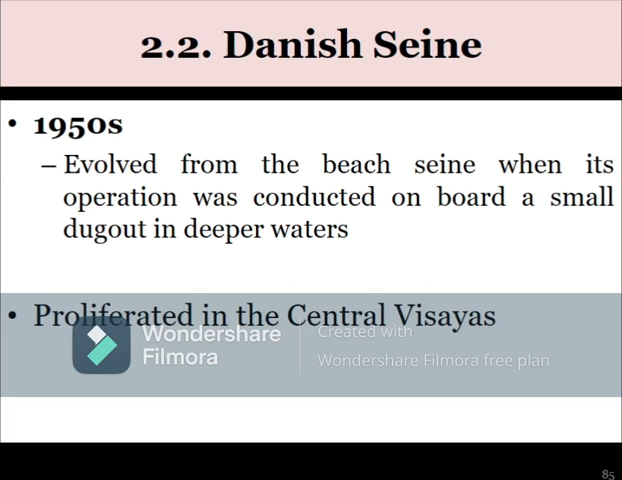 2.2. Danish Seine
• 1950s
– Evolved from the beach seine when its
operation was conducted on board a small
dugout in deeper waters
• Proliferated in the Central Visayas
Wondershare
Filmora
Created with
Wondershare Filmora free plan
85